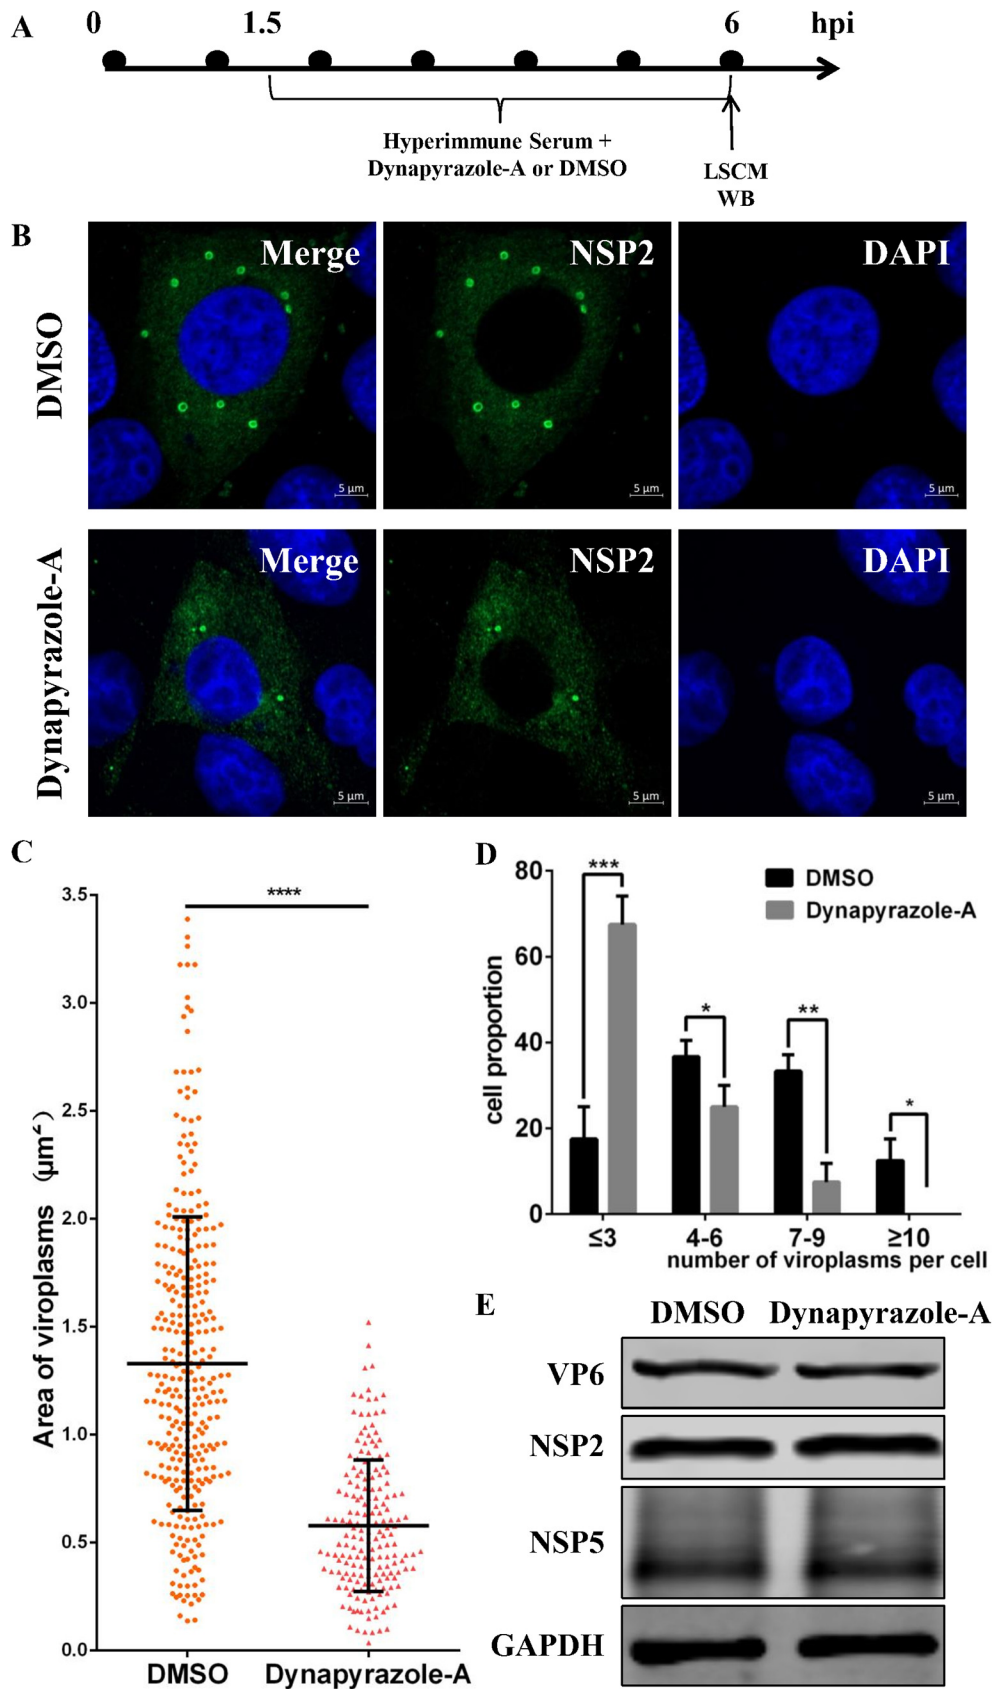 A
0 1.5 6 hpi
Hyperimmune Serum +
Dynapyrazole-A or DMSO
LSCM
WB
B
DMSO
Merge NSP2 DAPI
5 µm 5 µm 5 µm
Dynapyrazole-A
Merge NSP2 DAPI
5 µm 5 µm 5 µm
C
Area of viroplasms (µm²)
3.5
3.0
2.5
2.0
1.5
1.0
0.5
0.0
****
DMSO Dynapyrazole-A
D
cell proportion
80
60
40
20
0
*** * ** *
DMSO
Dynapyrazole-A
≤3 4-6 7-9 ≥10
number of viroplasms per cell
E
DMSO Dynapyrazole-A
VP6
NSP2
NSP5
GAPDH